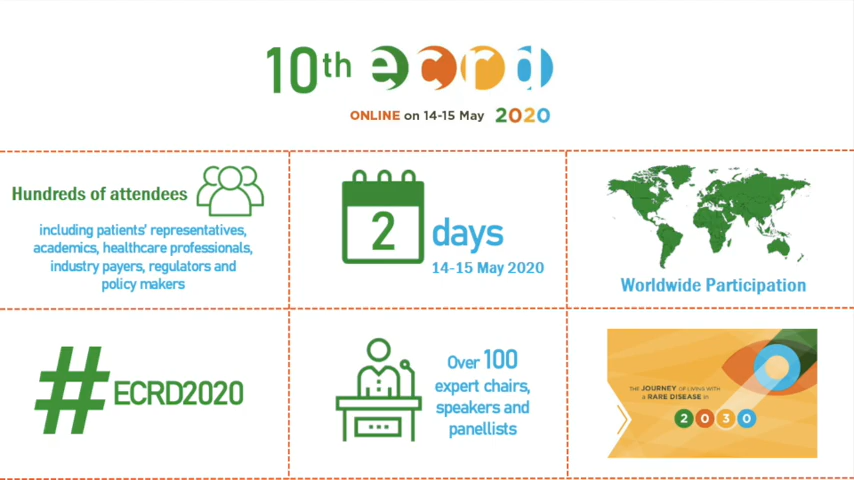 10th ecrd
ONLINE on 14-15 May 2020
Hundreds of attendees
including patients' representatives,
academics, healthcare professionals,
industry payers, regulators and
policy makers
2 days
14-15 May 2020
Worldwide Participation
#ECRD2020
Over 100
expert chairs,
speakers and
panellists
THE JOURNEY OF LIVING WITH
A RARE DISEASE IN
2030